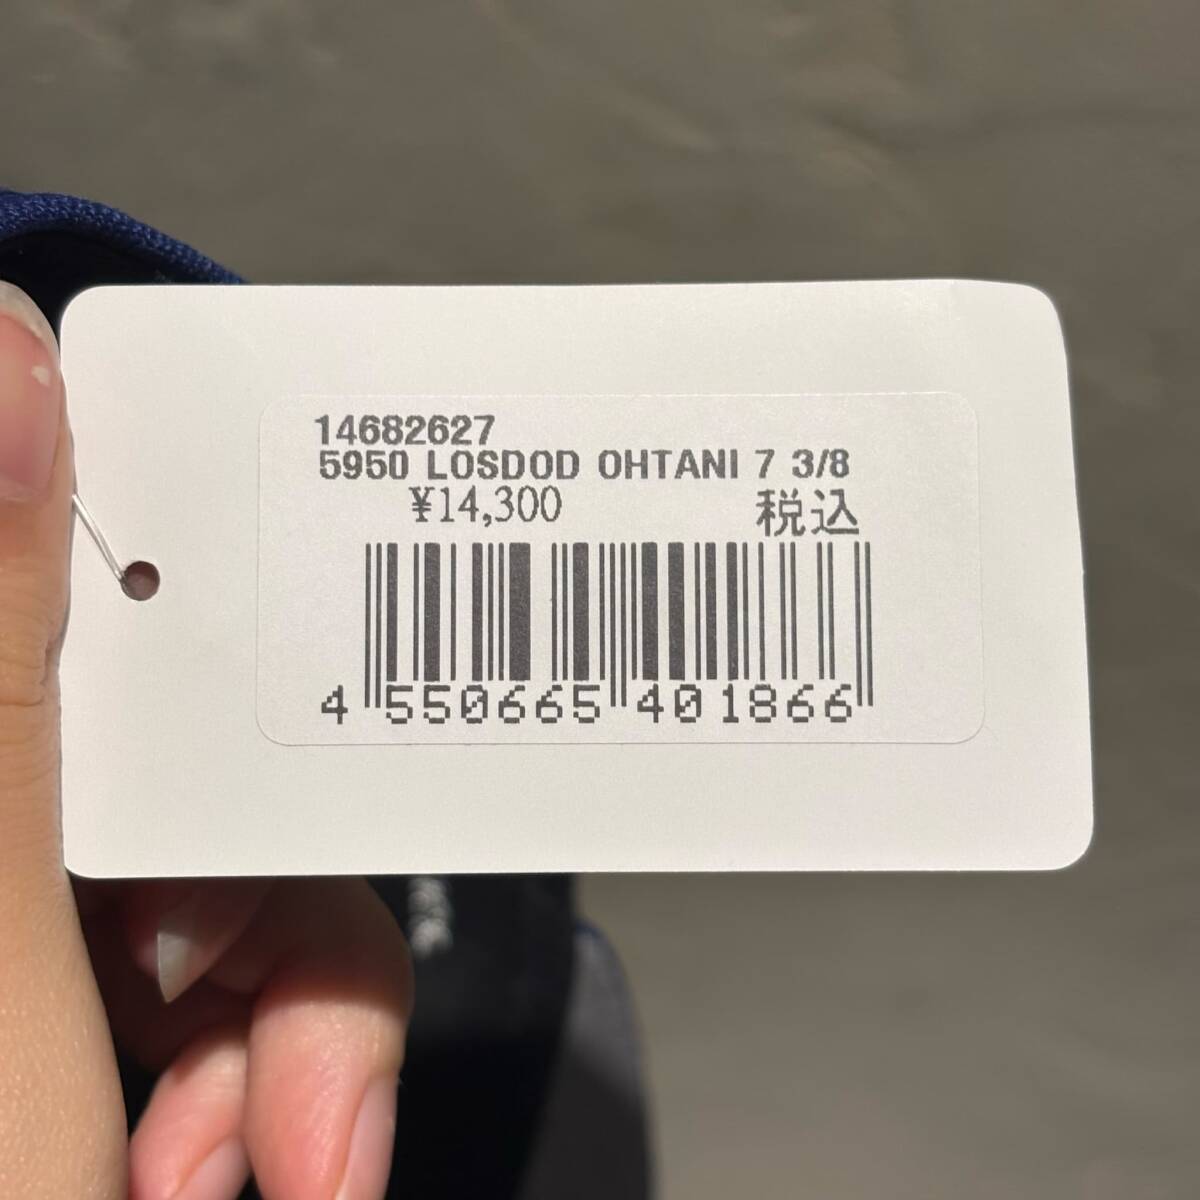 14682627
5950 LOSDOD OHTANI 7 3/8
¥14,300 税込
4 550665 401866